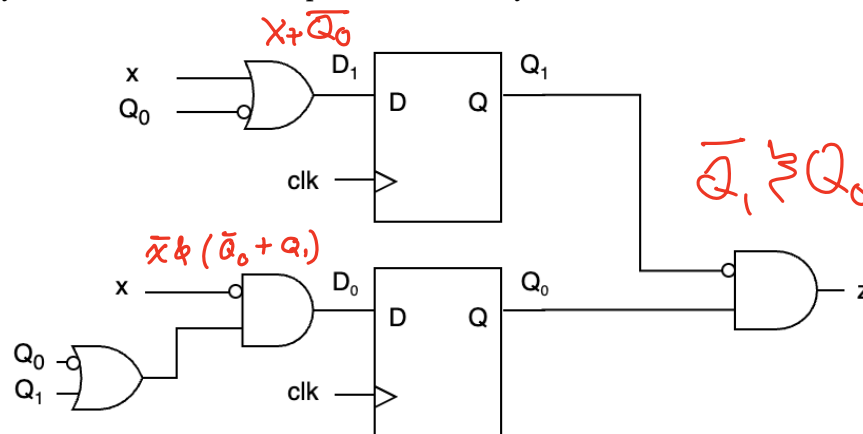 x + Q̅₀
x
Q₀
D₁
D
Q
Q₁
clk
Q̅₁ & Q₀
x̅ & (Q̅₀ + Q₁)
x
D₀
D
Q
Q₀
z
Q₀
Q₁
clk